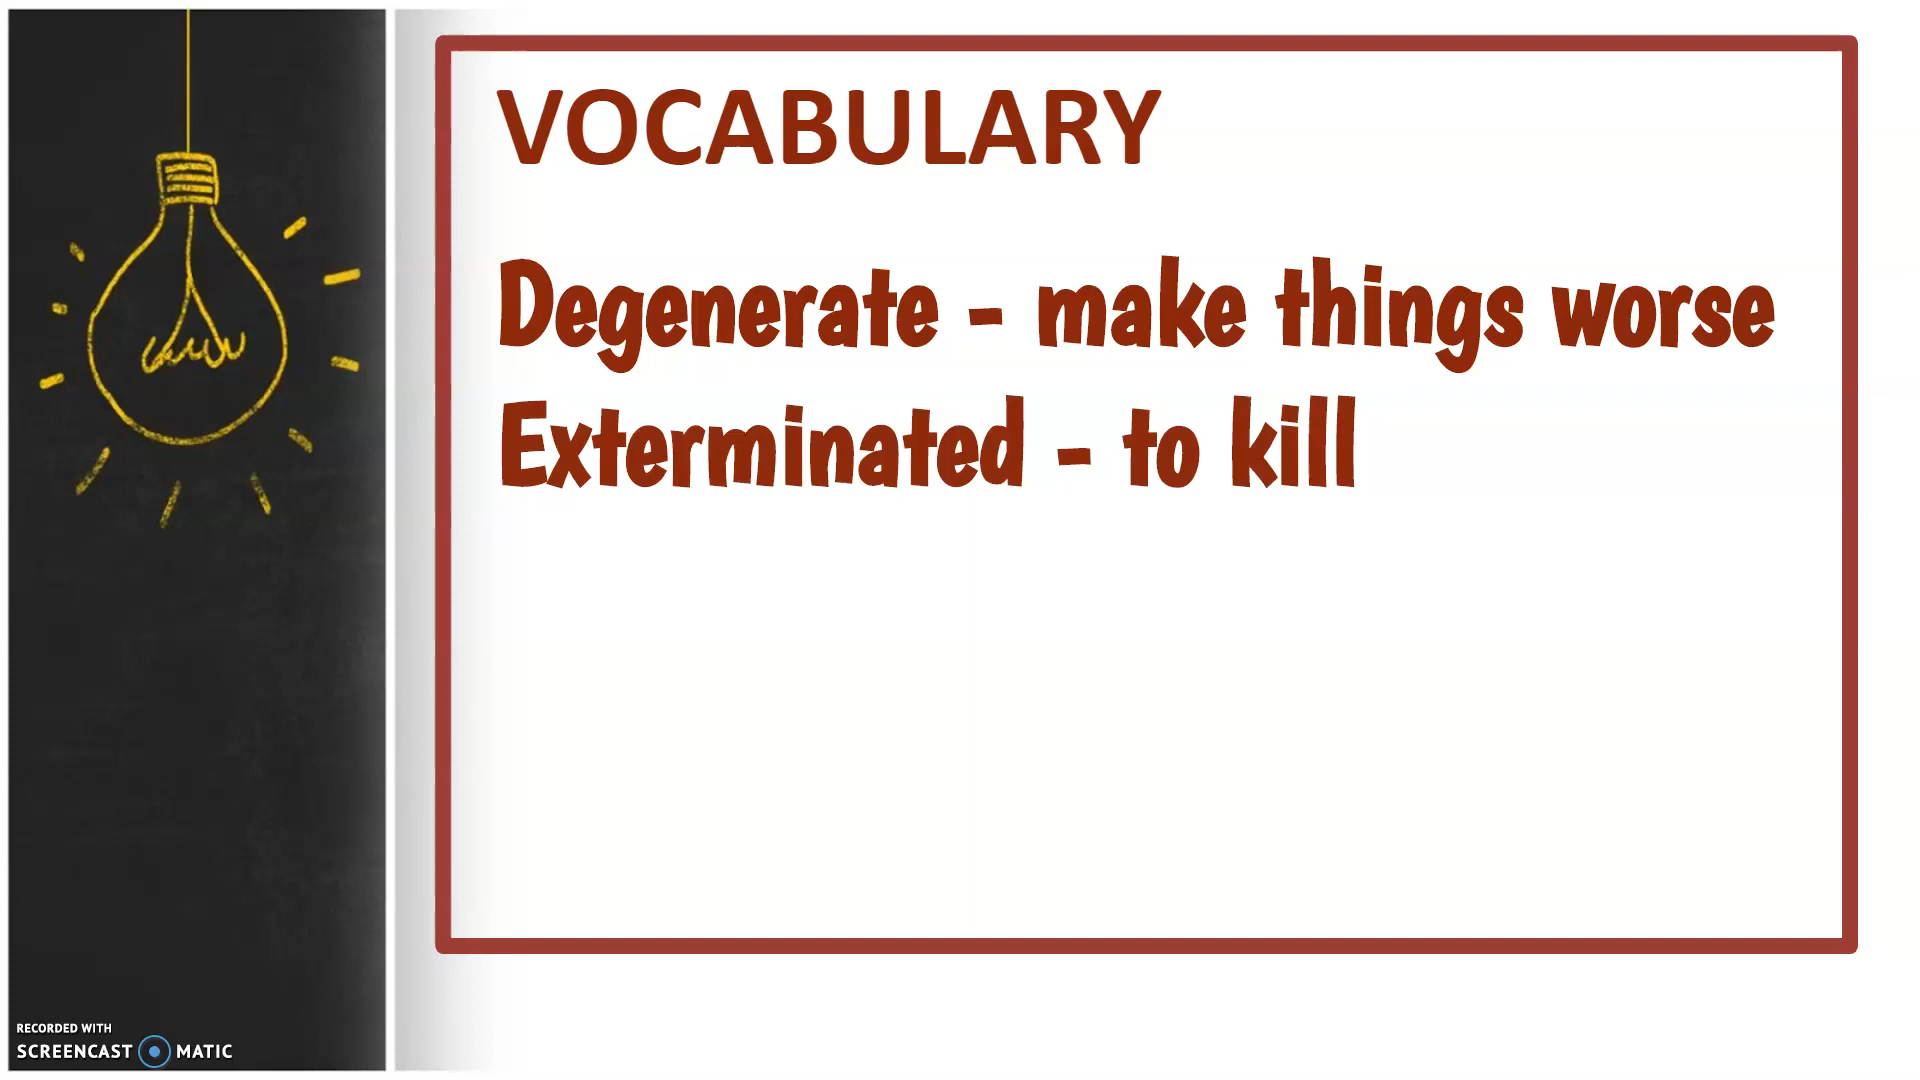 VOCABULARY
Degenerate - make things worse
Exterminated - to kill
RECORDED WITH
SCREENCAST MATIC